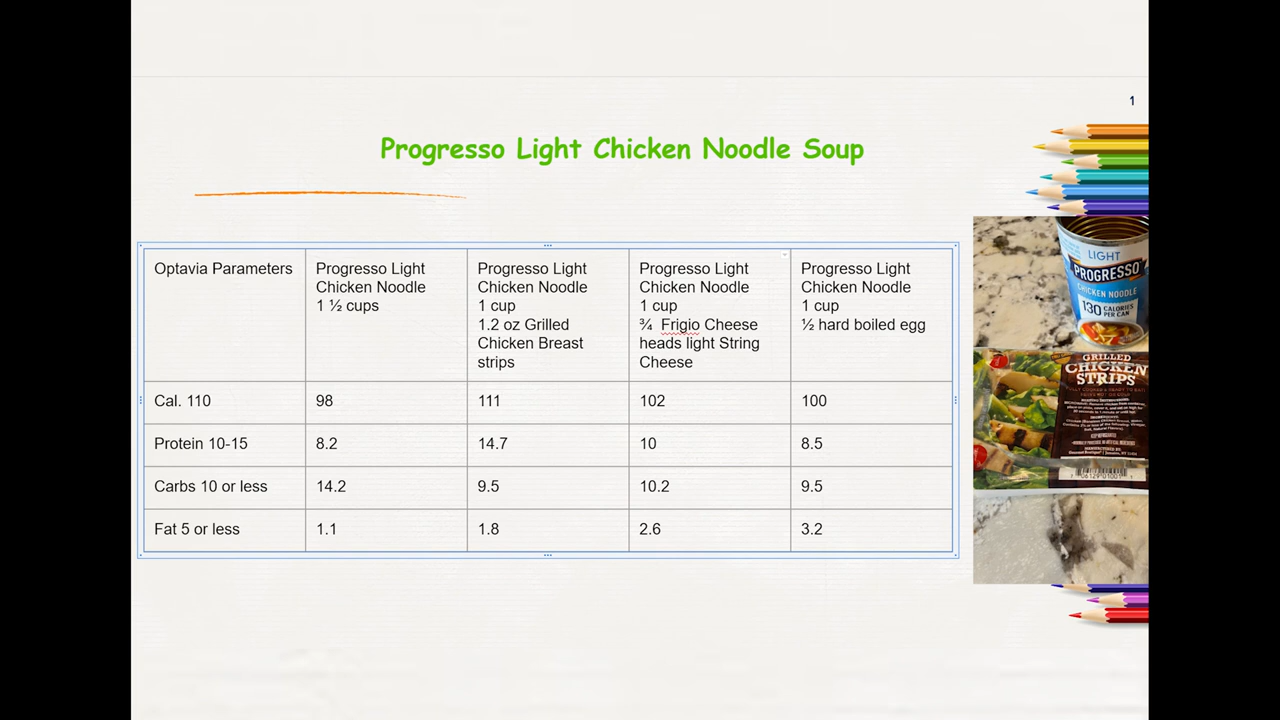 1
Progresso Light Chicken Noodle Soup
Optavia Parameters
Progresso Light
Chicken Noodle
1 ½ cups
Progresso Light
Chicken Noodle
1 cup
1.2 oz Grilled
Chicken Breast
strips
Progresso Light
Chicken Noodle
1 cup
¾ Frigio Cheese
heads light String
Cheese
Progresso Light
Chicken Noodle
1 cup
½ hard boiled egg
Cal. 110 98 111 102 100
Protein 10-15 8.2 14.7 10 8.5
Carbs 10 or less 14.2 9.5 10.2 9.5
Fat 5 or less 1.1 1.8 2.6 3.2
LIGHT
PROGRESSO
CHICKEN NOODLE
130 CALORIES
PER CAN
GRILLED
CHICKEN
STRIPS